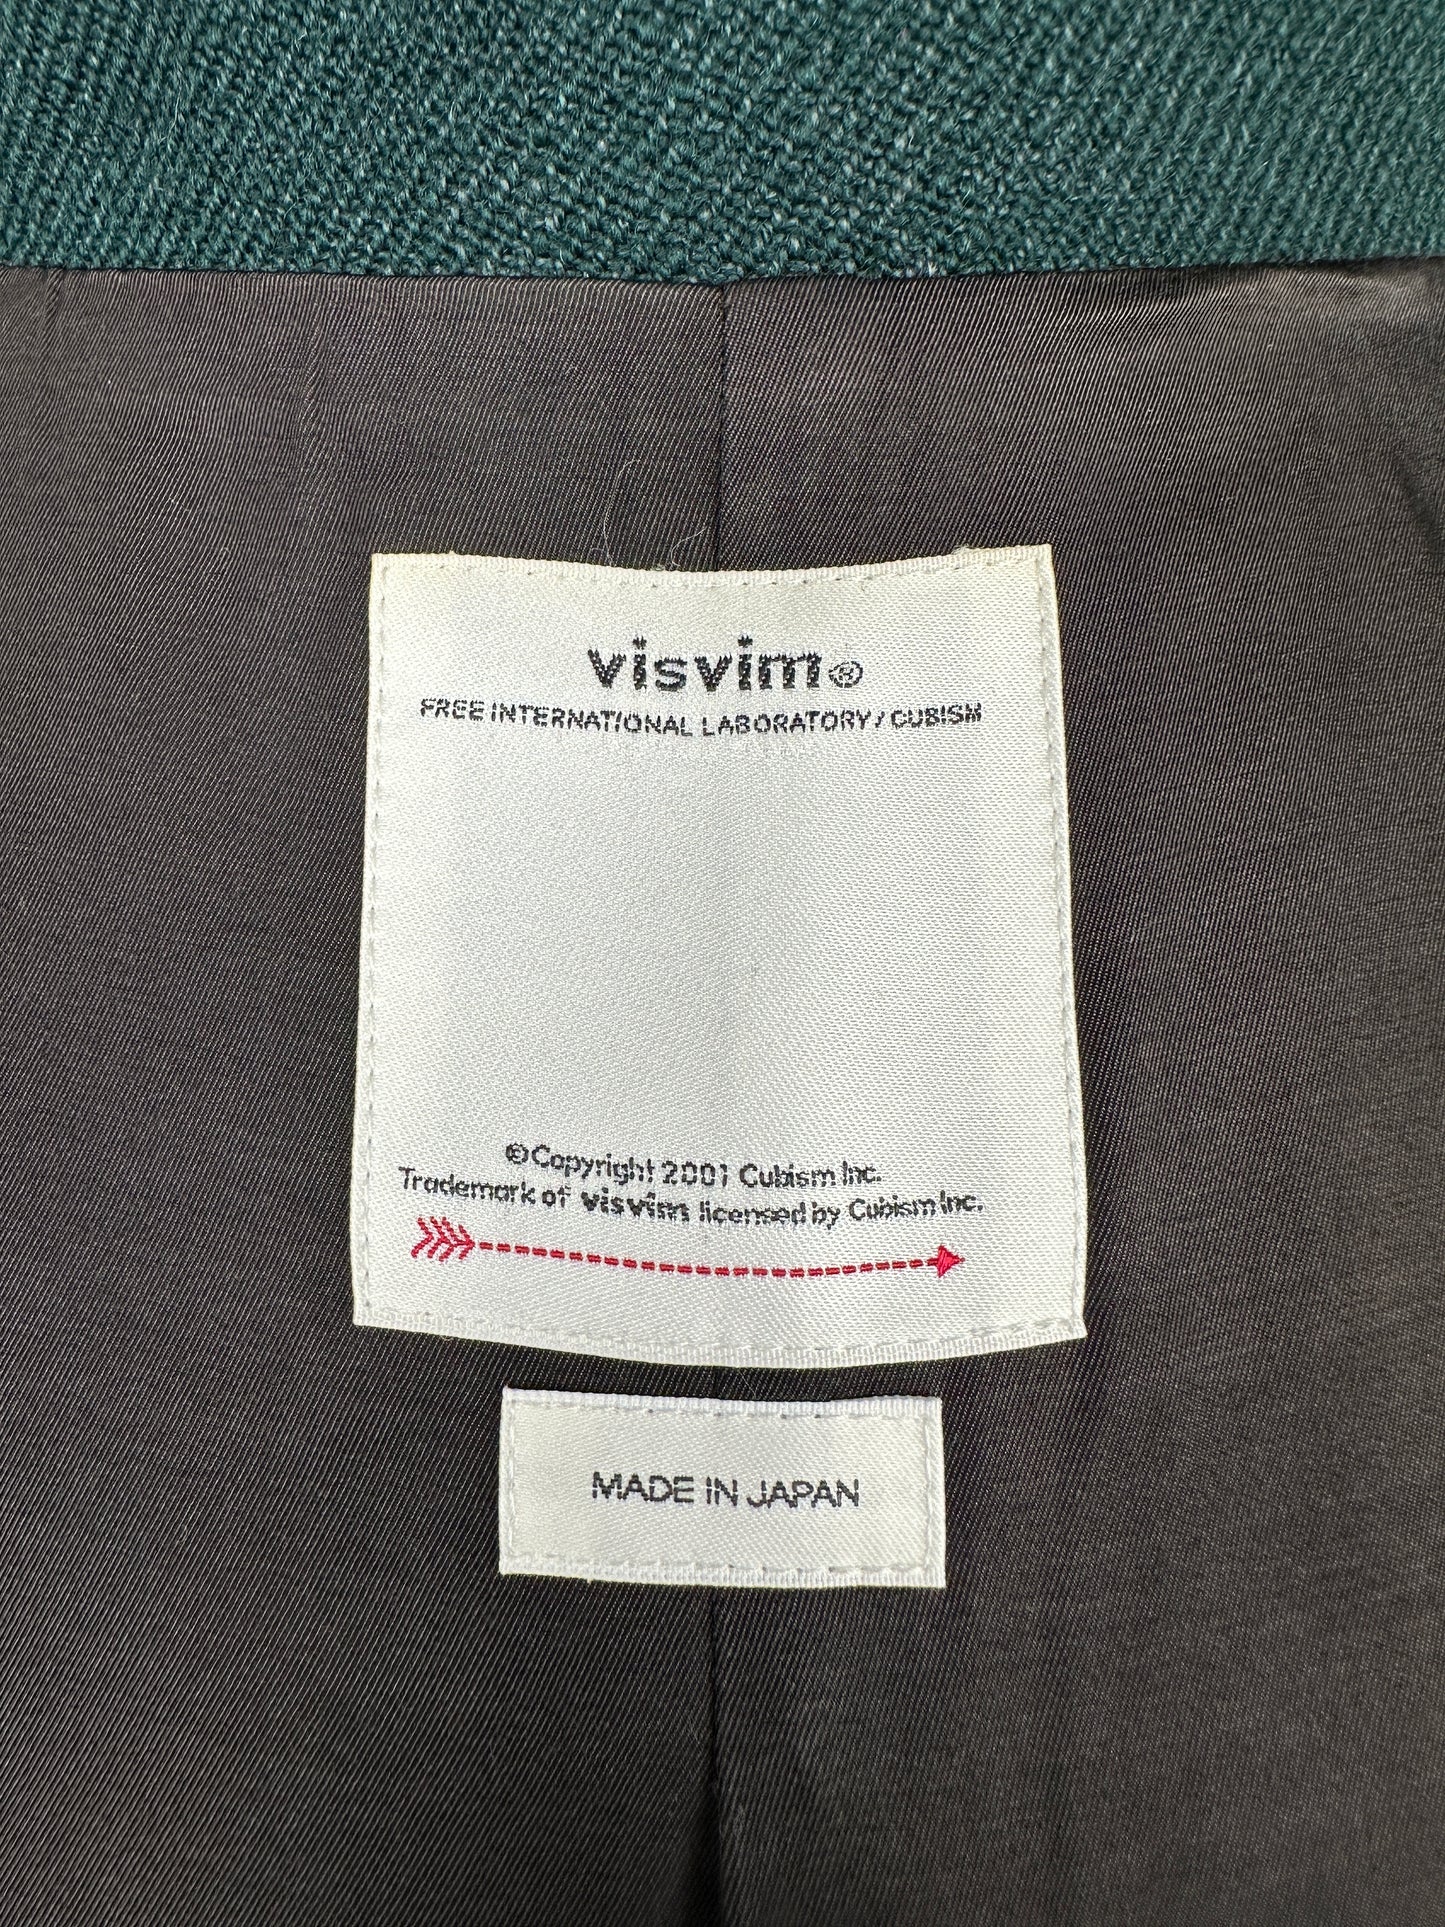 visvim®
FREE INTERNATIONAL LABORATORY / CUBISM
©Copyright 2001 Cubism Inc.
Trademark of visvim licensed by Cubism Inc.
MADE IN JAPAN